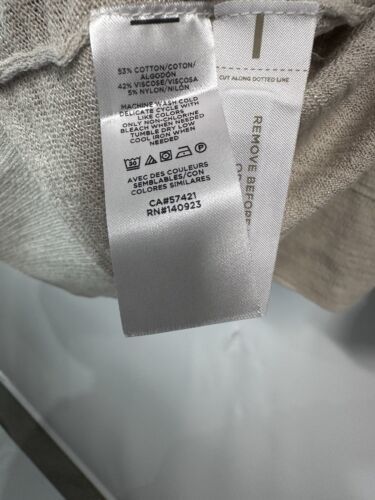 53% COTTON/COTON/
ALGODÓN
42% VISCOSE/VISCOSA
5% NYLON/NILÓN
MACHINE WASH COLD
DELICATE CYCLE WITH
LIKE COLORS
ONLY NON-CHLORINE
BLEACH WHEN NEEDED
TUMBLE DRY LOW
COOL IRON WHEN
NEEDED
30
P
AVEC DES COULEURS
SEMBLABLES/CON
COLORES SIMILARES
CA#57421
RN#140923
CUT ALONG DOTTED LINE
REMOVE BEFORE